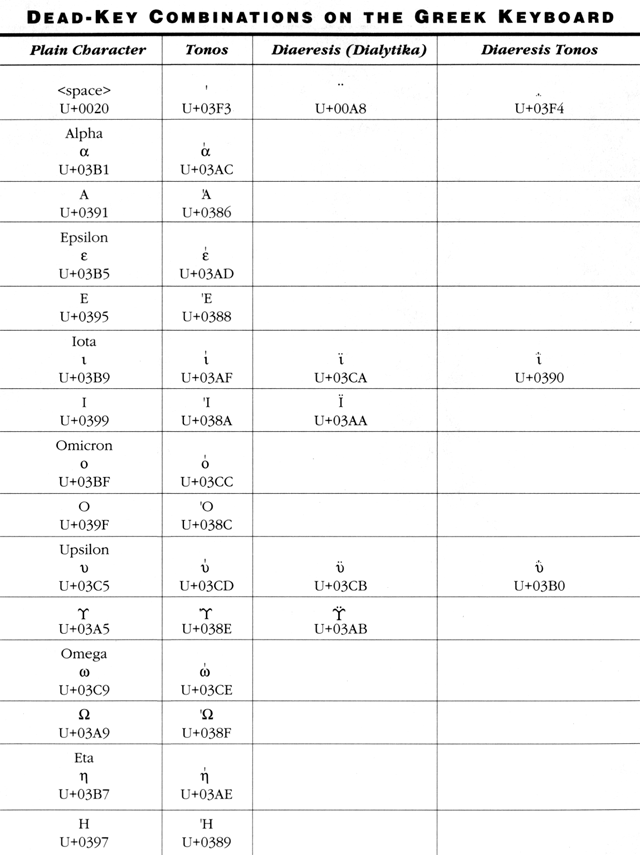 DEAD-KEY COMBINATIONS ON THE GREEK KEYBOARD
Plain Character Tonos Diaeresis (Dialytika) Diaeresis Tonos
<space> ΄ ¨ ΅
U+0020 U+03F3 U+00A8 U+03F4
Alpha
α ά
U+03B1 U+03AC
Α Ά
U+0391 U+0386
Epsilon
ε έ
U+03B5 U+03AD
Ε Έ
U+0395 U+0388
Iota
ι ί ϊ ΐ
U+03B9 U+03AF U+03CA U+0390
Ι Ί Ϊ
U+0399 U+038A U+03AA
Omicron
ο ό
U+03BF U+03CC
Ο Ό
U+039F U+038C
Upsilon
υ ύ ϋ ΰ
U+03C5 U+03CD U+03CB U+03B0
Υ Ύ Ϋ
U+03A5 U+038E U+03AB
Omega
ω ώ
U+03C9 U+03CE
Ω Ώ
U+03A9 U+038F
Eta
η ή
U+03B7 U+03AE
Η Ή
U+0397 U+0389